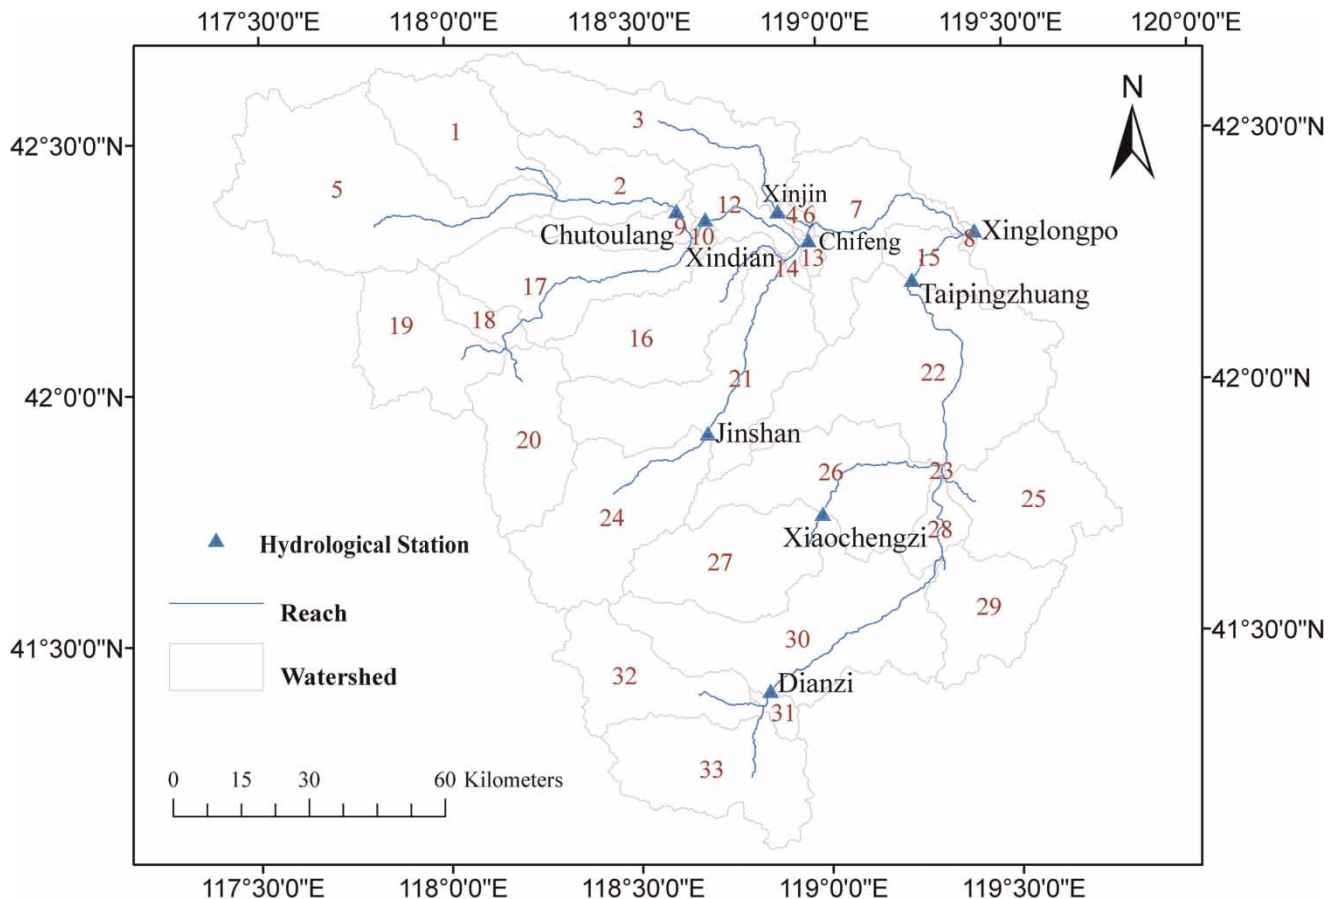 117°30'0"E 118°0'0"E 118°30'0"E 119°0'0"E 119°30'0"E 120°0'0"E
N
42°30'0"N
42°30'0"N
3
1
5
2
Xinjin
12
4
6
7
9
10
Chutoulang
Xindian
Chifeng
8
Xinglongpo
13
14
15
17
Taipingzhuang
18
19
16
21
22
42°0'0"N
42°0'0"N
20
Jinshan
26
23
25
24
Xiaochengzi
28
27
Hydrological Station
Reach
Watershed
29
30
41°30'0"N
41°30'0"N
32
Dianzi
31
33
0 15 30 60 Kilometers
117°30'0"E 118°0'0"E 118°30'0"E 119°0'0"E 119°30'0"E